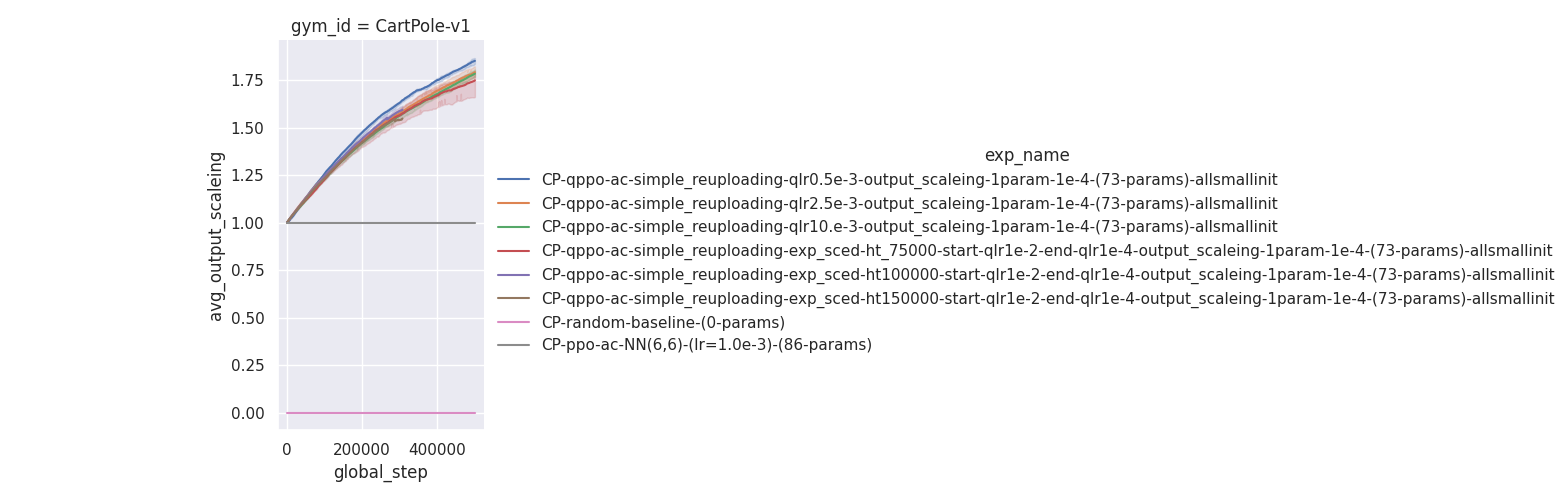 gym_id = CartPole-v1
avg_output_scaleing
1.75
1.50
1.25
1.00
0.75
0.50
0.25
0.00
0 200000 400000
global_step
exp_name
CP-qppo-ac-simple_reuploading-qlr0.5e-3-output_scaleing-1param-1e-4-(73-params)-allsmallinit
CP-qppo-ac-simple_reuploading-qlr2.5e-3-output_scaleing-1param-1e-4-(73-params)-allsmallinit
CP-qppo-ac-simple_reuploading-qlr10.e-3-output_scaleing-1param-1e-4-(73-params)-allsmallinit
CP-qppo-ac-simple_reuploading-exp_sced-ht_75000-start-qlr1e-2-end-qlr1e-4-output_scaleing-1param-1e-4-(73-params)-allsmallinit
CP-qppo-ac-simple_reuploading-exp_sced-ht100000-start-qlr1e-2-end-qlr1e-4-output_scaleing-1param-1e-4-(73-params)-allsmallinit
CP-qppo-ac-simple_reuploading-exp_sced-ht150000-start-qlr1e-2-end-qlr1e-4-output_scaleing-1param-1e-4-(73-params)-allsmallinit
CP-random-baseline-(0-params)
CP-ppo-ac-NN(6,6)-(lr=1.0e-3)-(86-params)